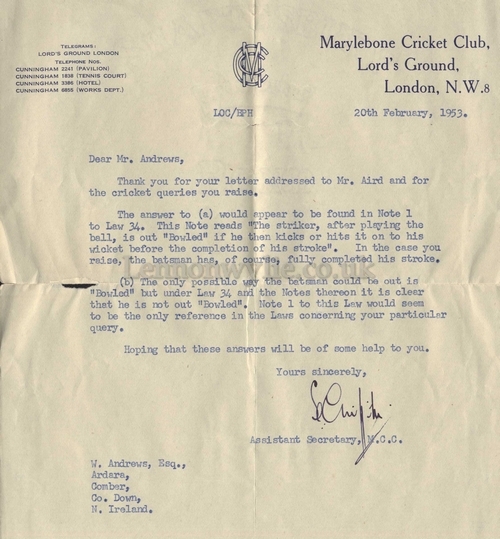 TELEGRAMS:
LORD'S GROUND LONDON
TELEPHONE NOS.
CUNNINGHAM 2241 (PAVILION)
CUNNINGHAM 1838 (TENNIS COURT)
CUNNINGHAM 3386 (HOTEL)
CUNNINGHAM 6855 (WORKS DEPT.)
MCC
Marylebone Cricket Club,
Lord's Ground,
London, N.W.8
LOC/HPH
20th February, 1953.
Dear Mr. Andrews,
Thank you for your letter addressed to Mr. Aird and for
the cricket queries you raise.
The answer to (a) would appear to be found in Note 1
to Law 34. This Note reads "The striker, after playing the
ball, is out "Bowled" if he then kicks or hits it on to his
wicket before the completion of his stroke". In the case you
raise, the batsman has, of course, fully completed his stroke.
(b) The only possible way the batsman could be out is
"Bowled" but under Law 34 and the Notes thereon it is clear
that he is not out "Bowled". Note 1 to this Law would seem
to be the only reference in the Laws concerning your particular
query.
Hoping that these answers will be of some help to you.
Yours sincerely,
Assistant Secretary, M.C.C.
W. Andrews, Esq.,
Ardara,
Comber,
Co. Down,
N. Ireland.